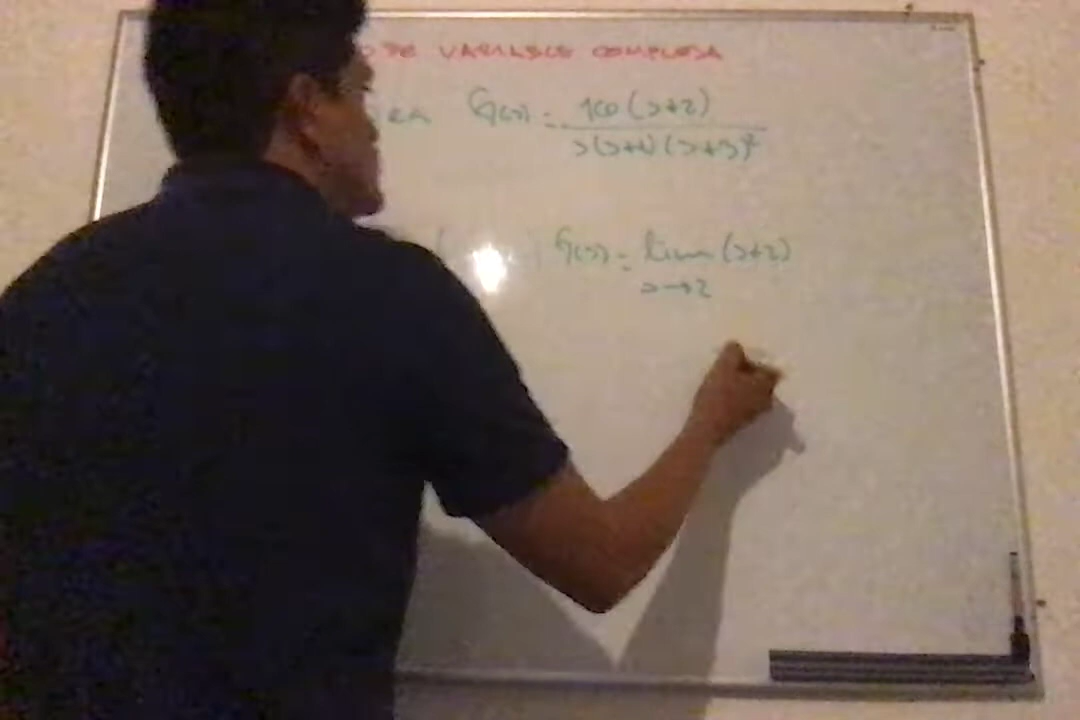 DE VARIABLE COMPLEJA
G(s) = 10(s+2)
s(s+1)(s+3)²
G(s) = lim (s+2)
s→2